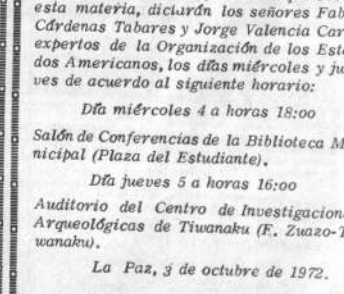 esta materia, dictarán los señores Fab
Cárdenas Tabares y Jorge Valencia Car
expertos de la Organización de los Est
dos Americanos, los días miércoles y ju
ves de acuerdo al siguiente horario:
Día miércoles 4 a horas 18:00
Salón de Conferencias de la Biblioteca M
nicipal (Plaza del Estudiante).
Día jueves 5 a horas 16:00
Auditorio del Centro de Investigacion
Arqueológicas de Tiwanaku (F. Zuazo-T
wanaku).
La Paz, 3 de octubre de 1972.